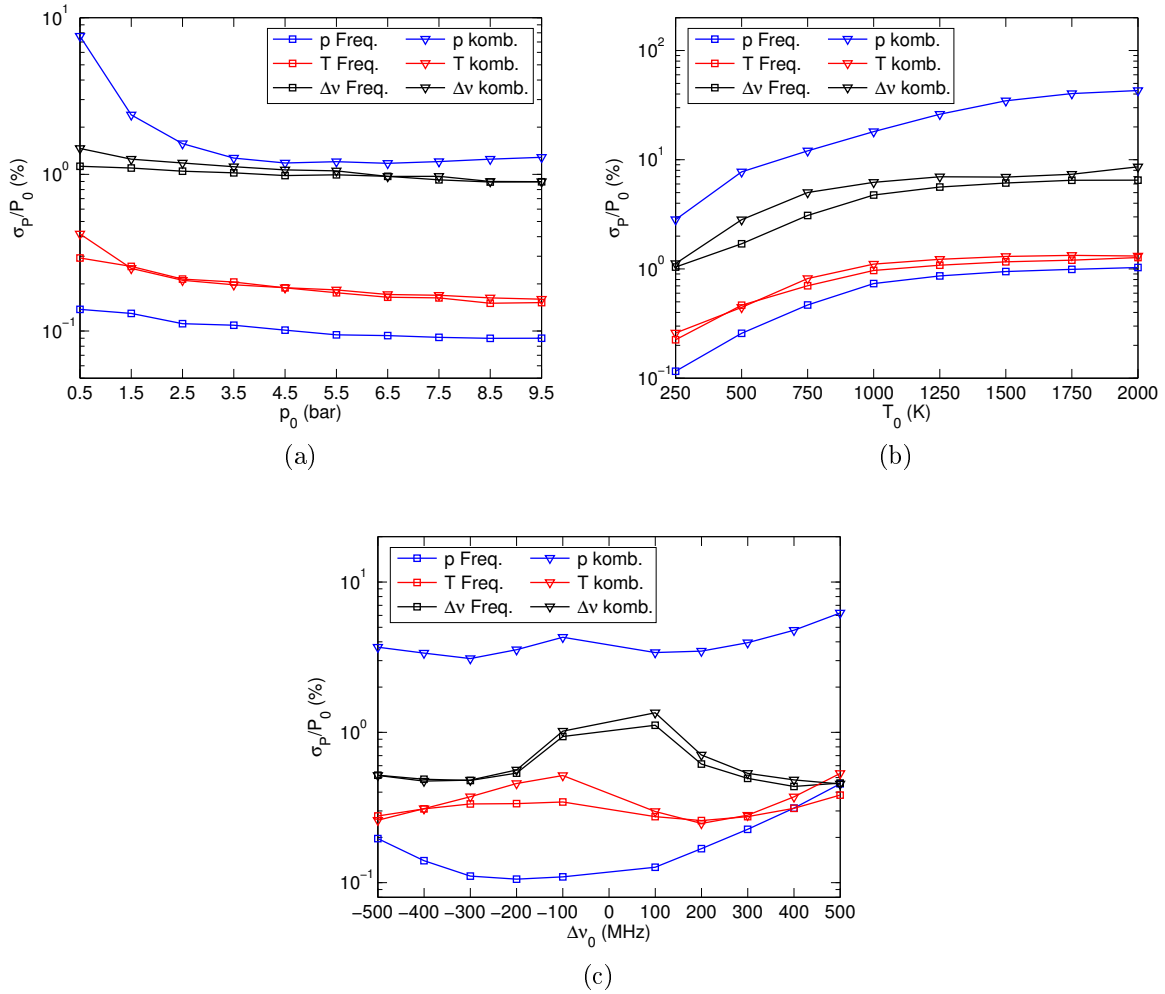 10^1
10^0
10^-1
σ_P/P_0 (%)
p Freq.
T Freq.
Δν Freq.
p komb.
T komb.
Δν komb.
0.5 1.5 2.5 3.5 4.5 5.5 6.5 7.5 8.5 9.5
p_0 (bar)
(a)
10^2
10^1
10^0
10^-1
σ_P/P_0 (%)
p Freq.
T Freq.
Δν Freq.
p komb.
T komb.
Δν komb.
250 500 750 1000 1250 1500 1750 2000
T_0 (K)
(b)
10^1
10^0
10^-1
σ_P/P_0 (%)
p Freq.
T Freq.
Δν Freq.
p komb.
T komb.
Δν komb.
−500 −400 −300 −200 −100 0 100 200 300 400 500
Δν_0 (MHz)
(c)